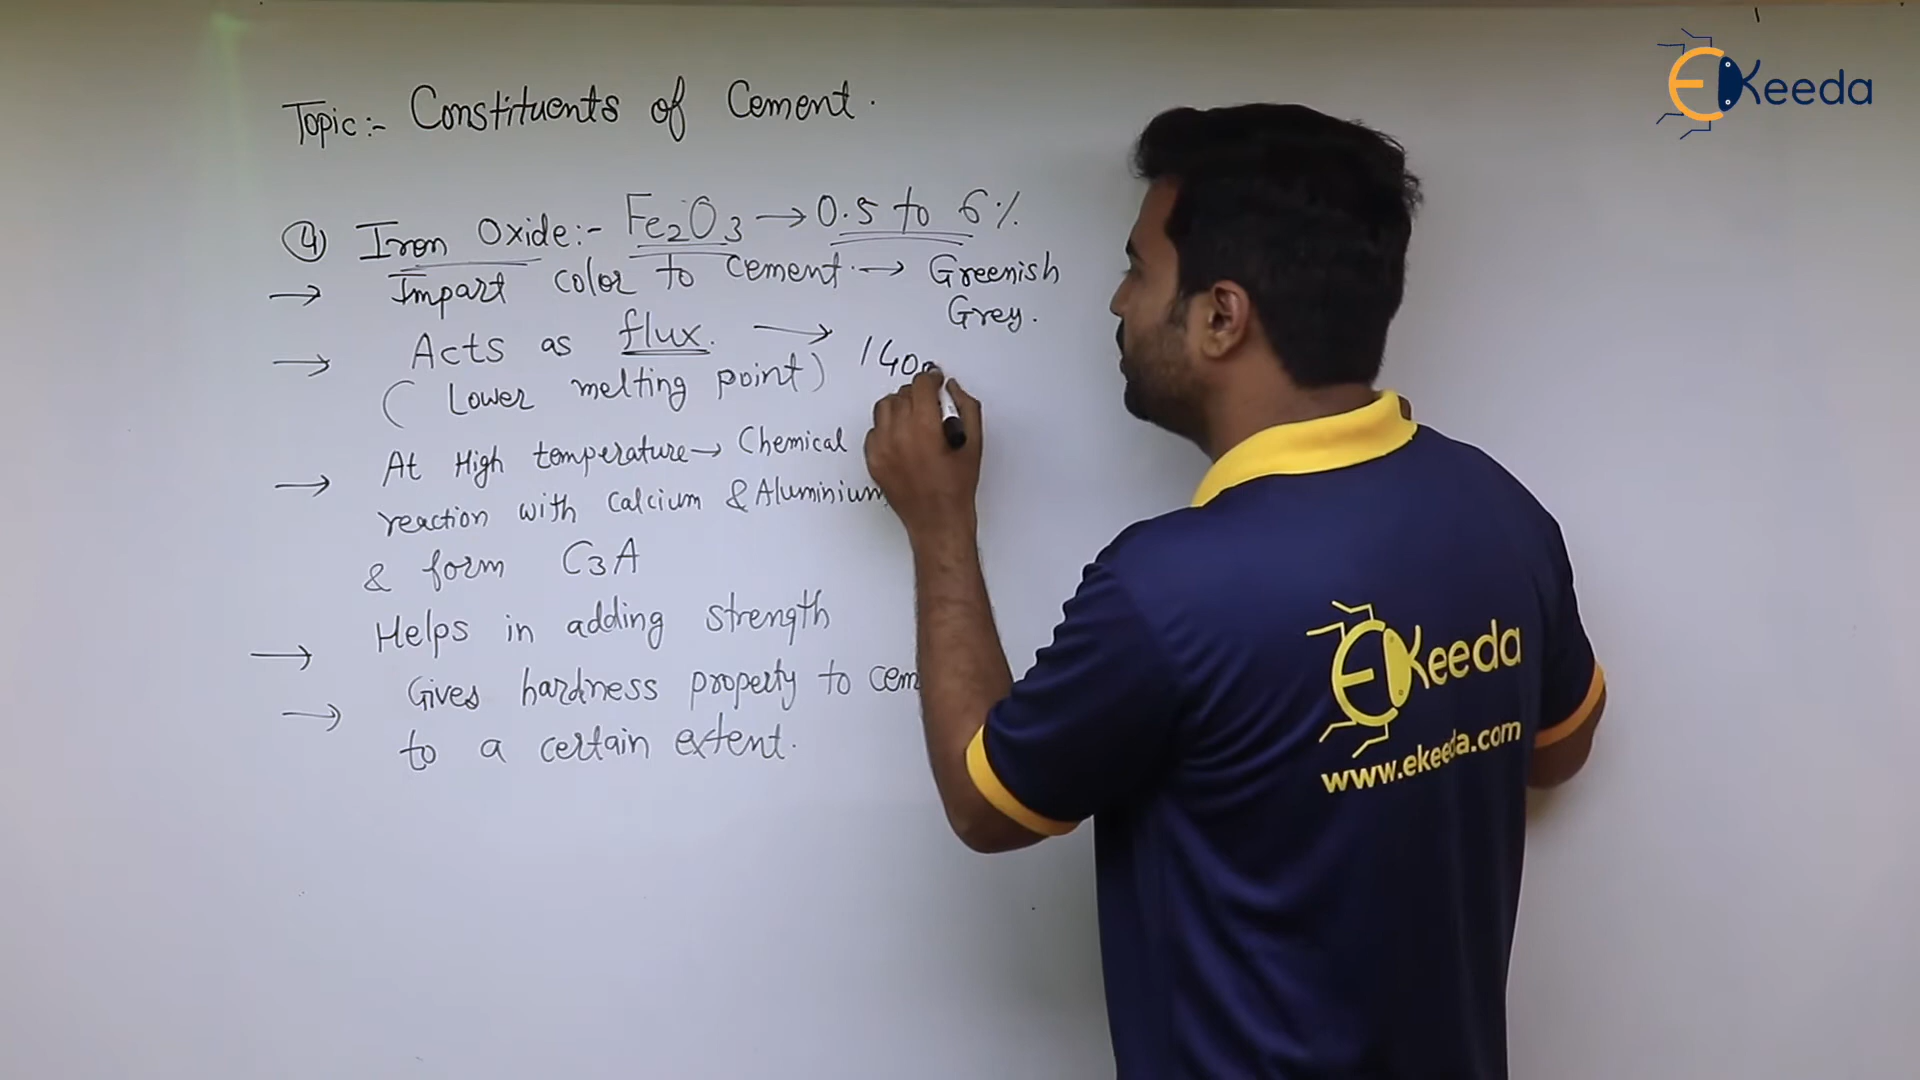 Topic:- Constituents of Cement.
④ Iron Oxide:- Fe2O3 → 0.5 to 6%
→ Impart color to cement. → Greenish
Grey.
→ Acts as flux. → 1400
(Lower melting point)
→ At High temperature → Chemical
reaction with Calcium & Aluminium
& form C3A
→ Helps in adding strength
→ Gives hardness property to cem
to a certain extent.
EKeeda
EKeeda
www.ekeeda.com